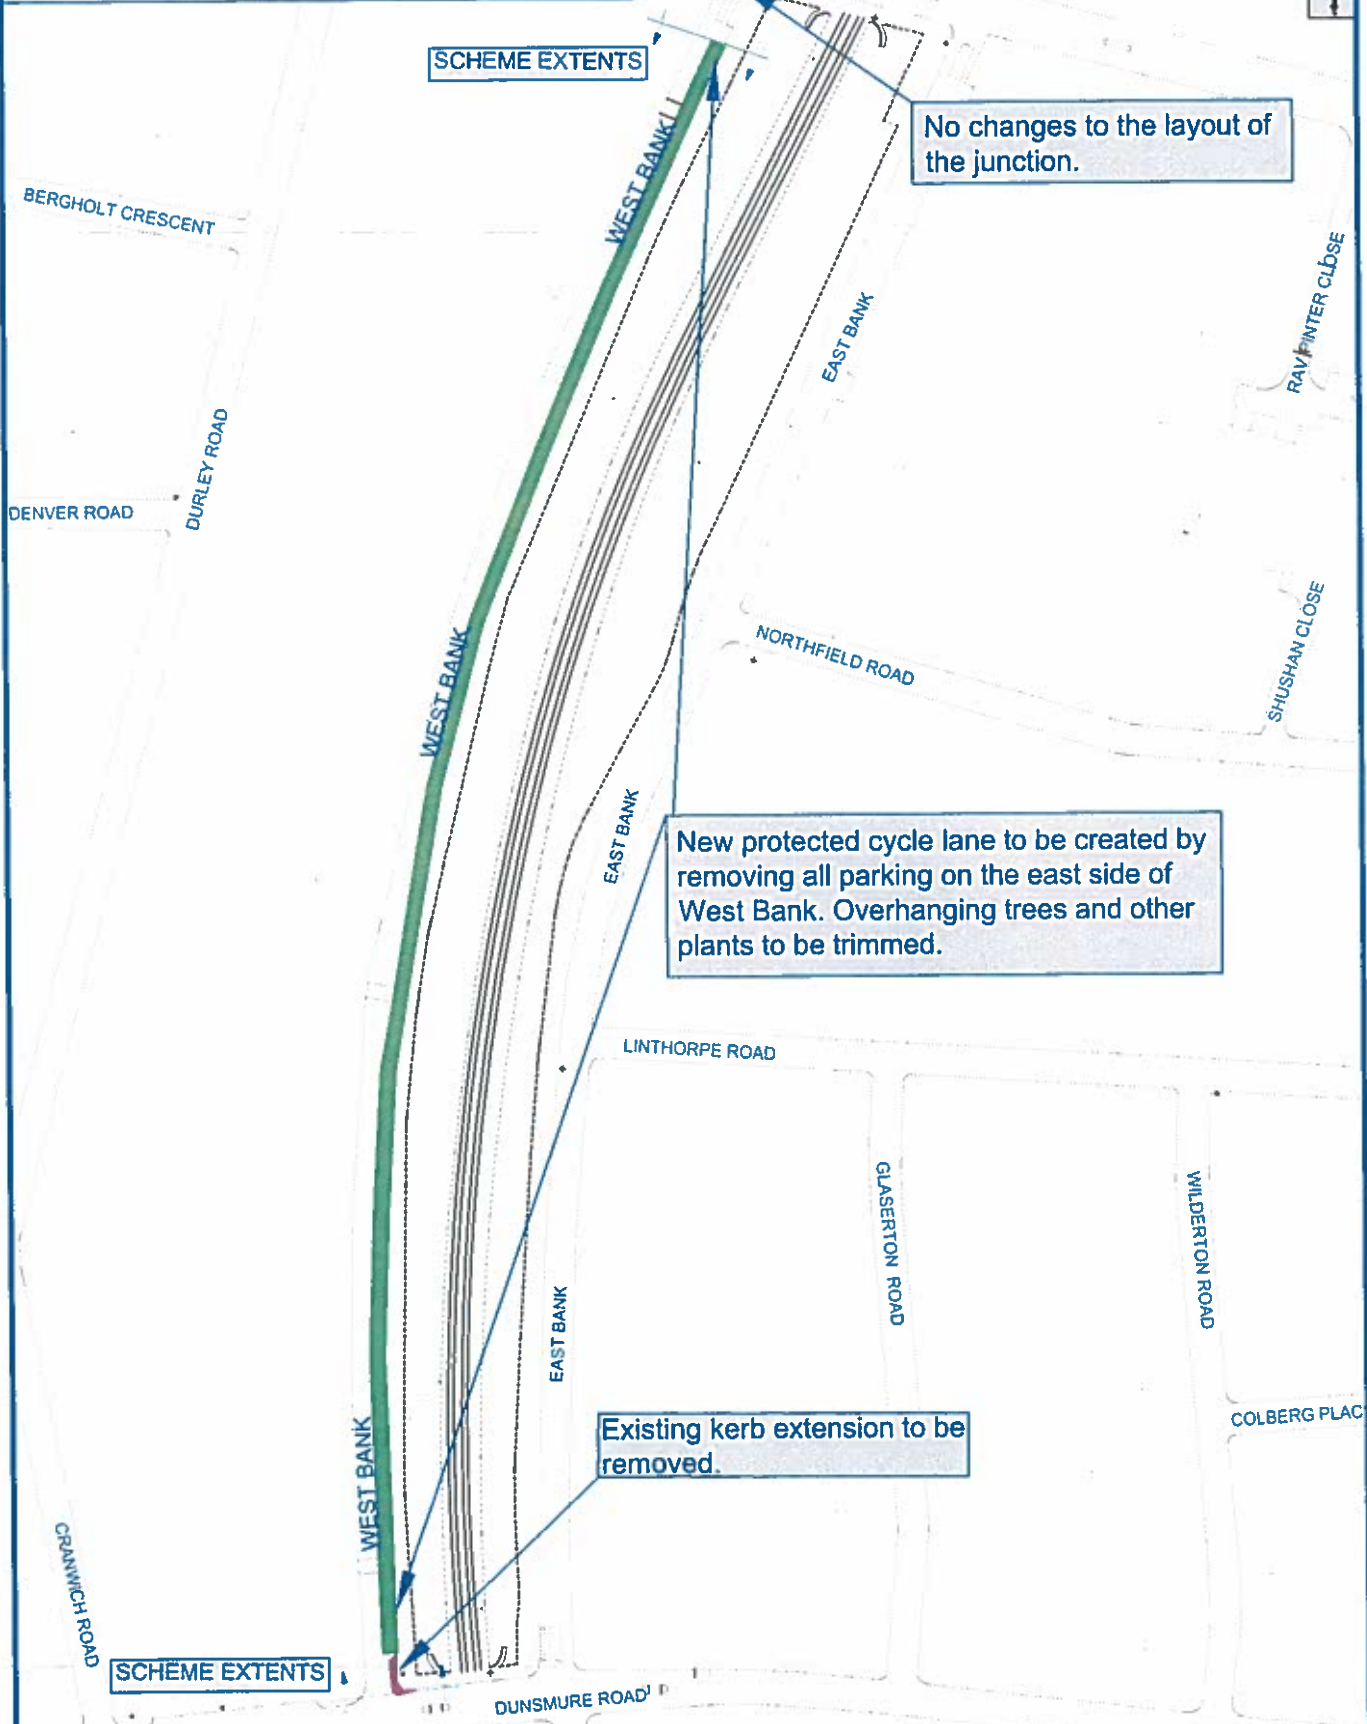 SCHEME EXTENTS
No changes to the layout of
the junction.
WEST BANK
BERGHOLT CRESCENT
RAV PINTER CLOSE
EAST BANK
DURLEY ROAD
DENVER ROAD
NORTHFIELD ROAD
SHUSHAN CLOSE
WEST BANK
EAST BANK
New protected cycle lane to be created by
removing all parking on the east side of
West Bank. Overhanging trees and other
plants to be trimmed.
LINTHORPE ROAD
GLASERTON ROAD
WILDERTON ROAD
EAST BANK
COLBERG PLAC
Existing kerb extension to be
removed.
WEST BANK
CRANWICH ROAD
SCHEME EXTENTS
DUNSMURE ROAD